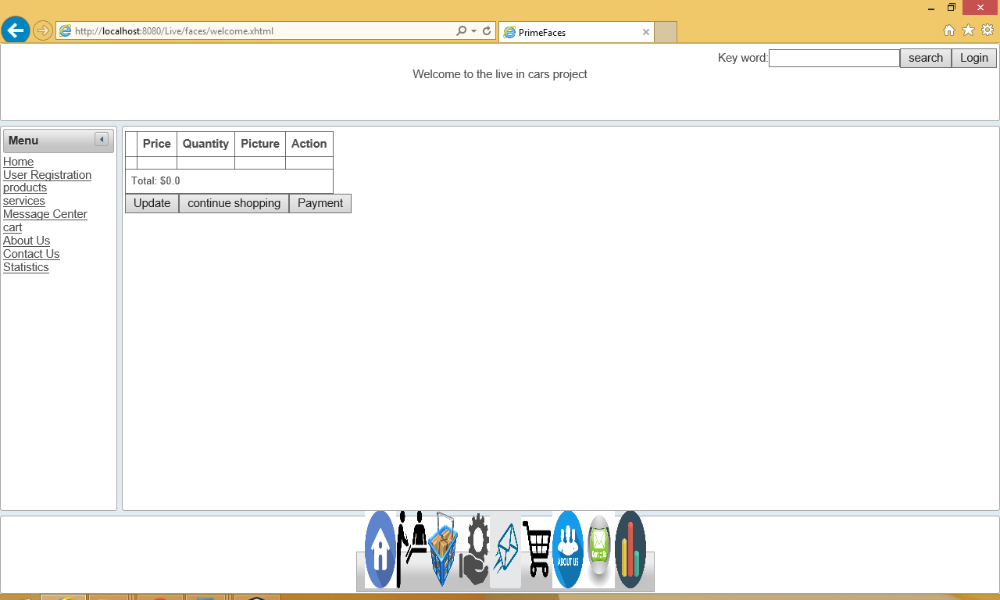 http://localhost:8080/Live/faces/welcome.xhtml
PrimeFaces
Key word: search Login
Welcome to the live in cars project
Menu
Home
User Registration
products
services
Message Center
cart
About Us
Contact Us
Statistics
Price Quantity Picture Action
Total: $0.0
Update continue shopping Payment
ABOUT US